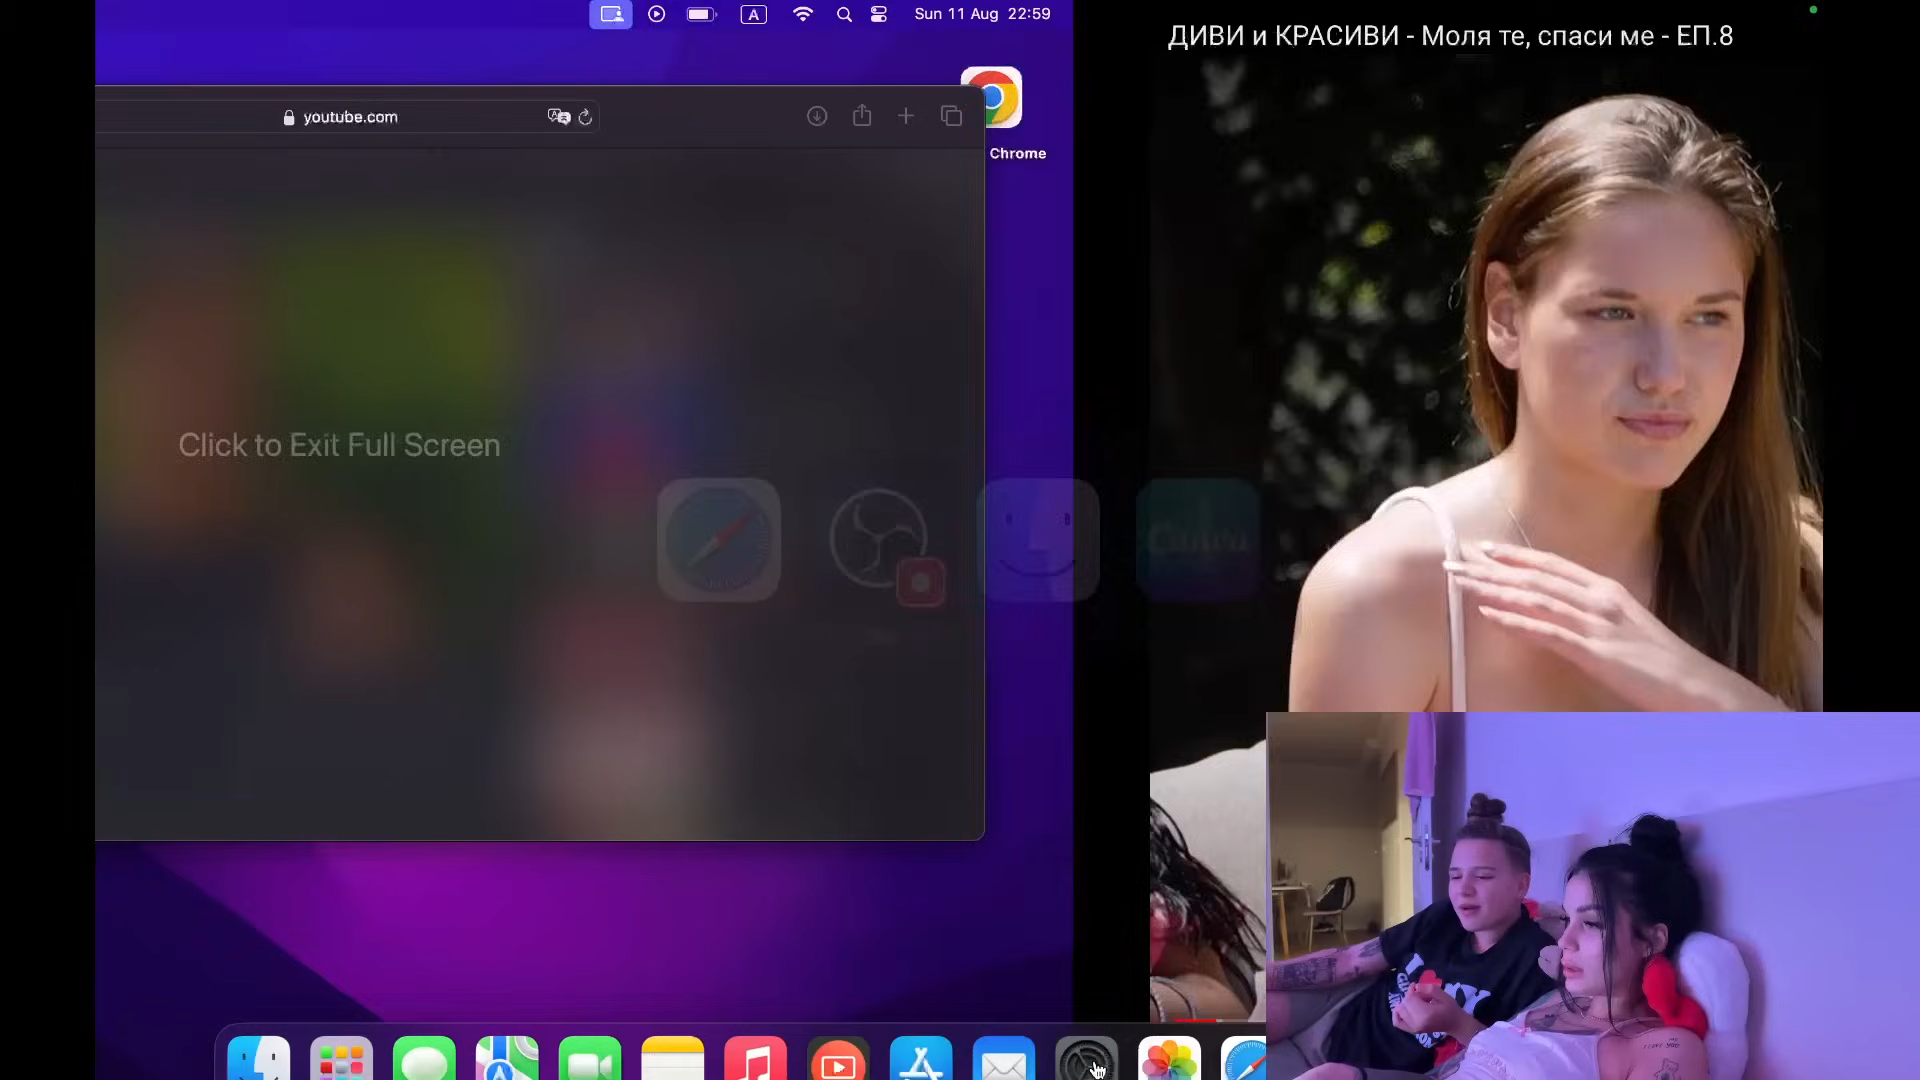 Sun 11 Aug 22:59
ДИВИ и КРАСИВИ - Моля те, спаси ме - ЕП.8
youtube.com
Chrome
Click to Exit Full Screen
Canva